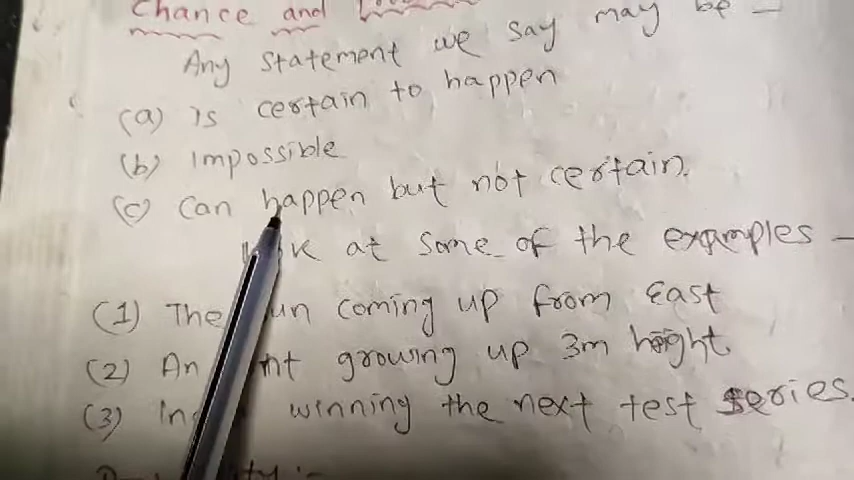 Chance and
Any statement we say may be —
(a) is certain to happen
(b) Impossible
(c) Can happen but not certain.
at some of the examples —
(1) The coming up from East
(2) An growing up 3m height.
(3) winning the next test series.